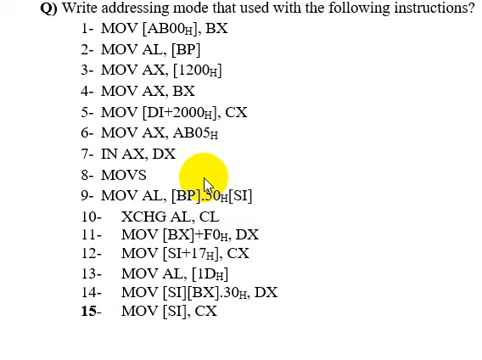 Q) Write addressing mode that used with the following instructions?
1- MOV [AB00H], BX
2- MOV AL, [BP]
3- MOV AX, [1200H]
4- MOV AX, BX
5- MOV [DI+2000H], CX
6- MOV AX, AB05H
7- IN AX, DX
8- MOVS
9- MOV AL, [BP].30H[SI]
10- XCHG AL, CL
11- MOV [BX]+F0H, DX
12- MOV [SI+17H], CX
13- MOV AL, [1DH]
14- MOV [SI][BX].30H, DX
15- MOV [SI], CX